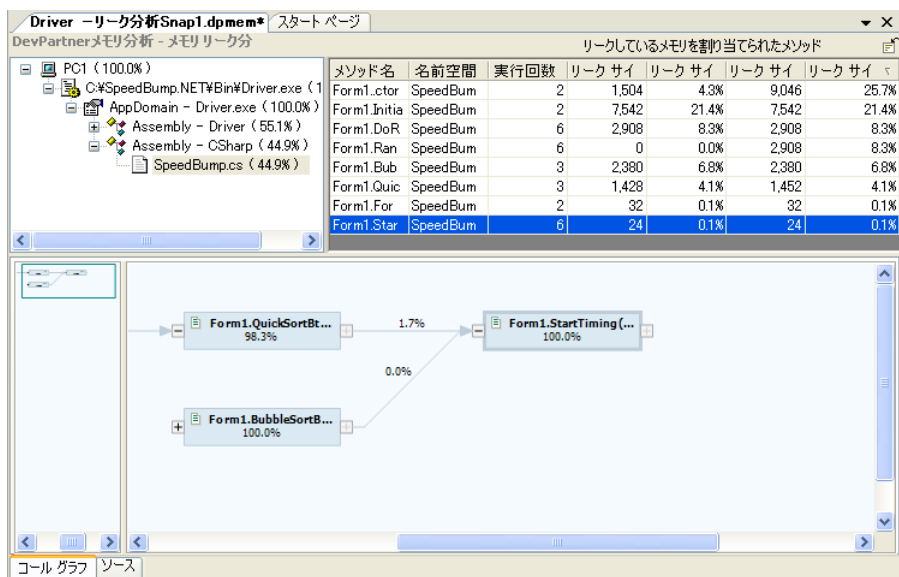 Driver －リーク分析Snap1.dpmem* スタート ページ
DevPartnerメモリ分析 - メモリ リーク分
リークしているメモリを割り当てられたメソッド
PC1 ( 100.0% )
C:¥SpeedBump.NET¥Bin¥Driver.exe ( 1
AppDomain - Driver.exe ( 100.0% )
Assembly - Driver ( 55.1% )
Assembly - CSharp ( 44.9% )
SpeedBump.cs ( 44.9% )
メソッド名 名前空間 実行回数 リーク サイ リーク サイ リーク サイ リーク サイ
Form1..ctor SpeedBum 2 1,504 4.3% 9,046 25.7%
Form1.Initia SpeedBum 2 7,542 21.4% 7,542 21.4%
Form1.DoR SpeedBum 6 2,908 8.3% 2,908 8.3%
Form1.Ran SpeedBum 6 0 0.0% 2,908 8.3%
Form1.Bub SpeedBum 3 2,380 6.8% 2,380 6.8%
Form1.Quic SpeedBum 3 1,428 4.1% 1,452 4.1%
Form1.For SpeedBum 2 32 0.1% 32 0.1%
Form1.Star SpeedBum 6 24 0.1% 24 0.1%
Form1.QuickSortBt...
98.3%
1.7%
Form1.StartTiming(...
100.0%
0.0%
Form1.BubbleSortB...
100.0%
コール グラフ ソース